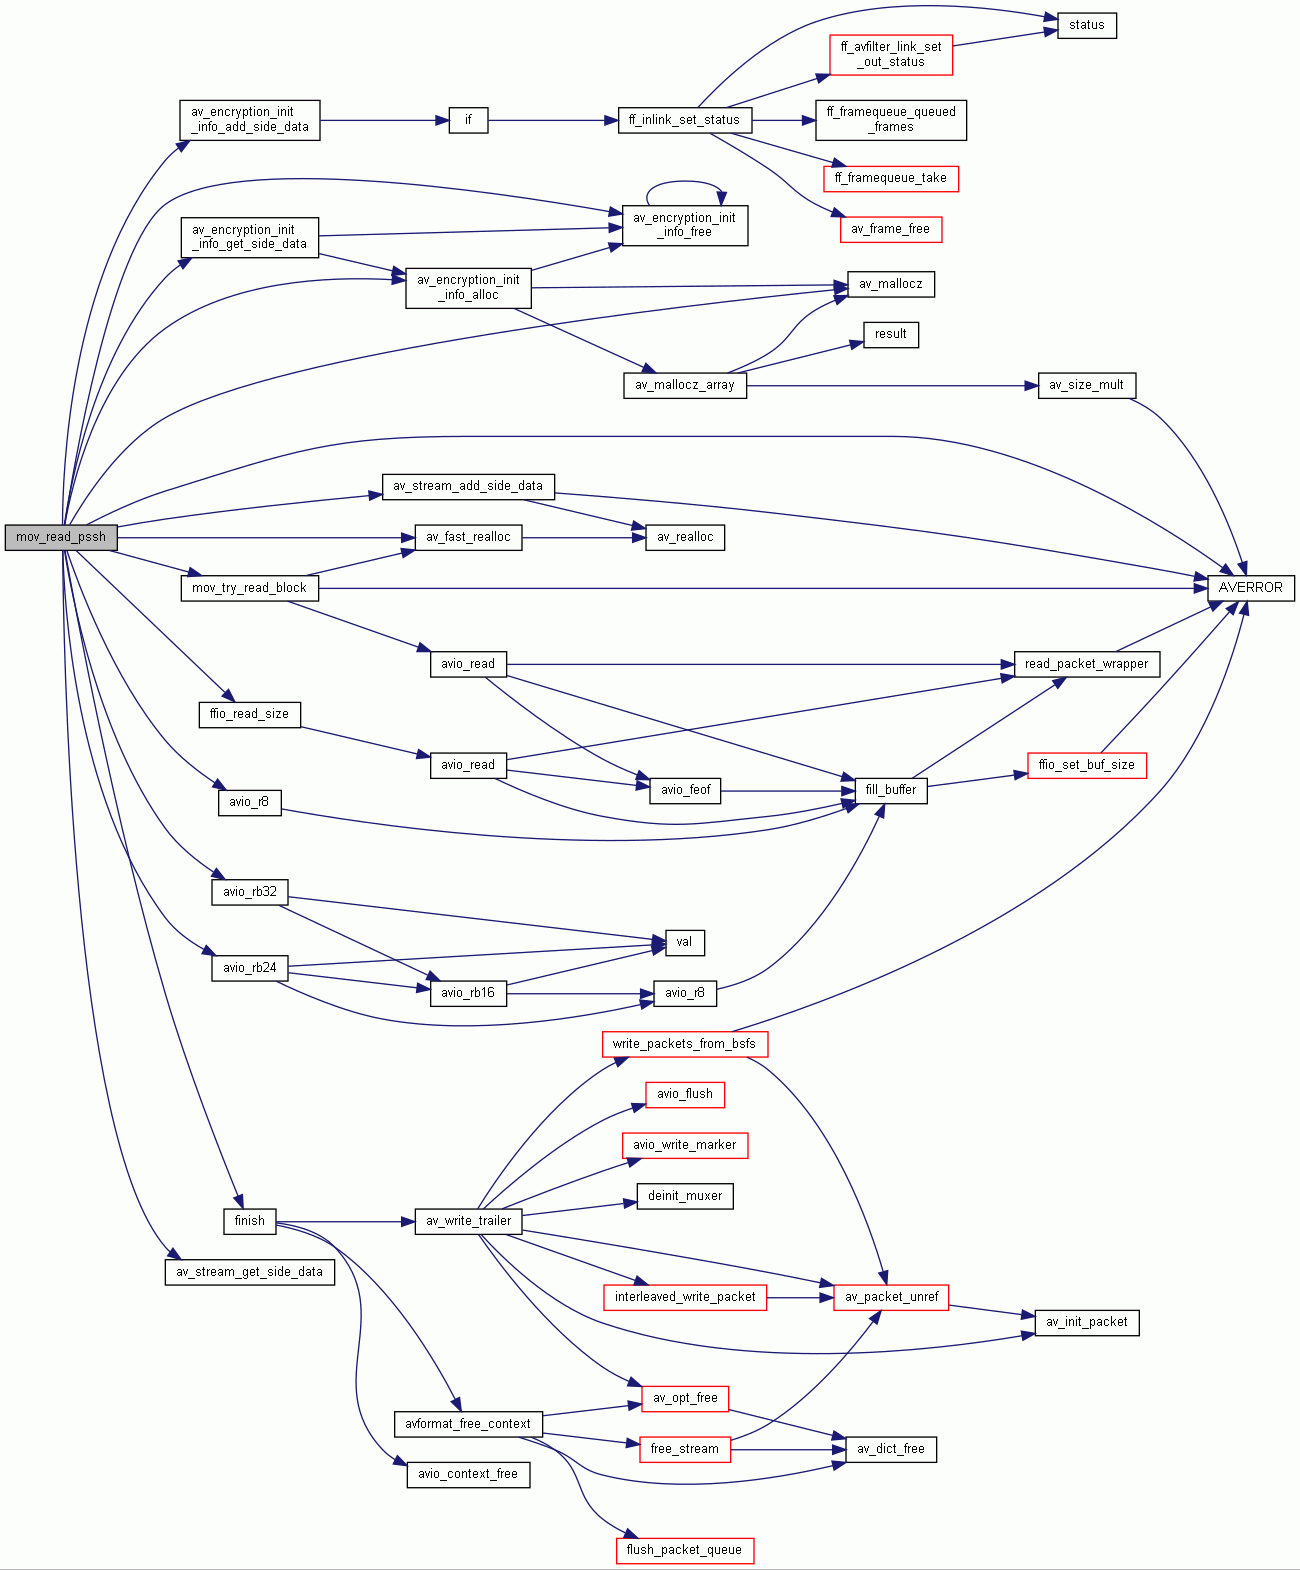 status
ff_avfilter_link_set
_out_status
av_encryption_init
_info_add_side_data
if
ff_inlink_set_status
ff_framequeue_queued
_frames
ff_framequeue_take
av_encryption_init
_info_free
av_frame_free
av_encryption_init
_info_get_side_data
av_encryption_init
_info_alloc
av_mallocz
result
av_mallocz_array
av_size_mult
av_stream_add_side_data
mov_read_pssh
av_fast_realloc
av_realloc
mov_try_read_block
AVERROR
avio_read
read_packet_wrapper
ffio_read_size
avio_read
ffio_set_buf_size
avio_feof
fill_buffer
avio_r8
avio_rb32
val
avio_rb24
avio_rb16
avio_r8
write_packets_from_bsfs
avio_flush
avio_write_marker
deinit_muxer
finish
av_write_trailer
av_stream_get_side_data
interleaved_write_packet
av_packet_unref
av_init_packet
av_opt_free
avformat_free_context
free_stream
av_dict_free
avio_context_free
flush_packet_queue